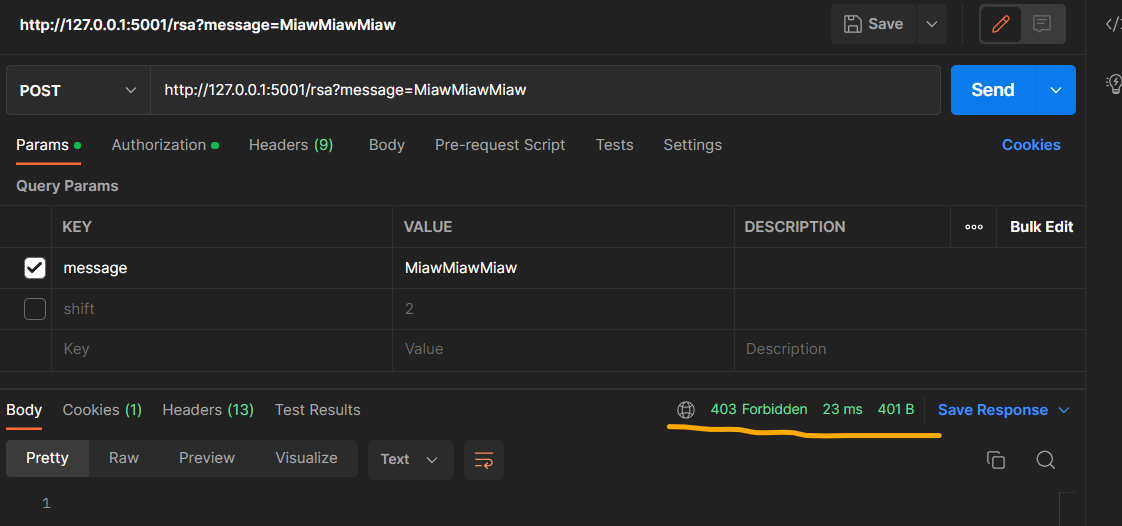 http://127.0.0.1:5001/rsa?message=MiawMiawMiaw
Save
POST
http://127.0.0.1:5001/rsa?message=MiawMiawMiaw
Send
Params Authorization Headers (9) Body Pre-request Script Tests Settings Cookies
Query Params
KEY VALUE DESCRIPTION ooo Bulk Edit
message MiawMiawMiaw
shift 2
Key Value Description
Body Cookies (1) Headers (13) Test Results 403 Forbidden 23 ms 401 B Save Response
Pretty Raw Preview Visualize Text
1